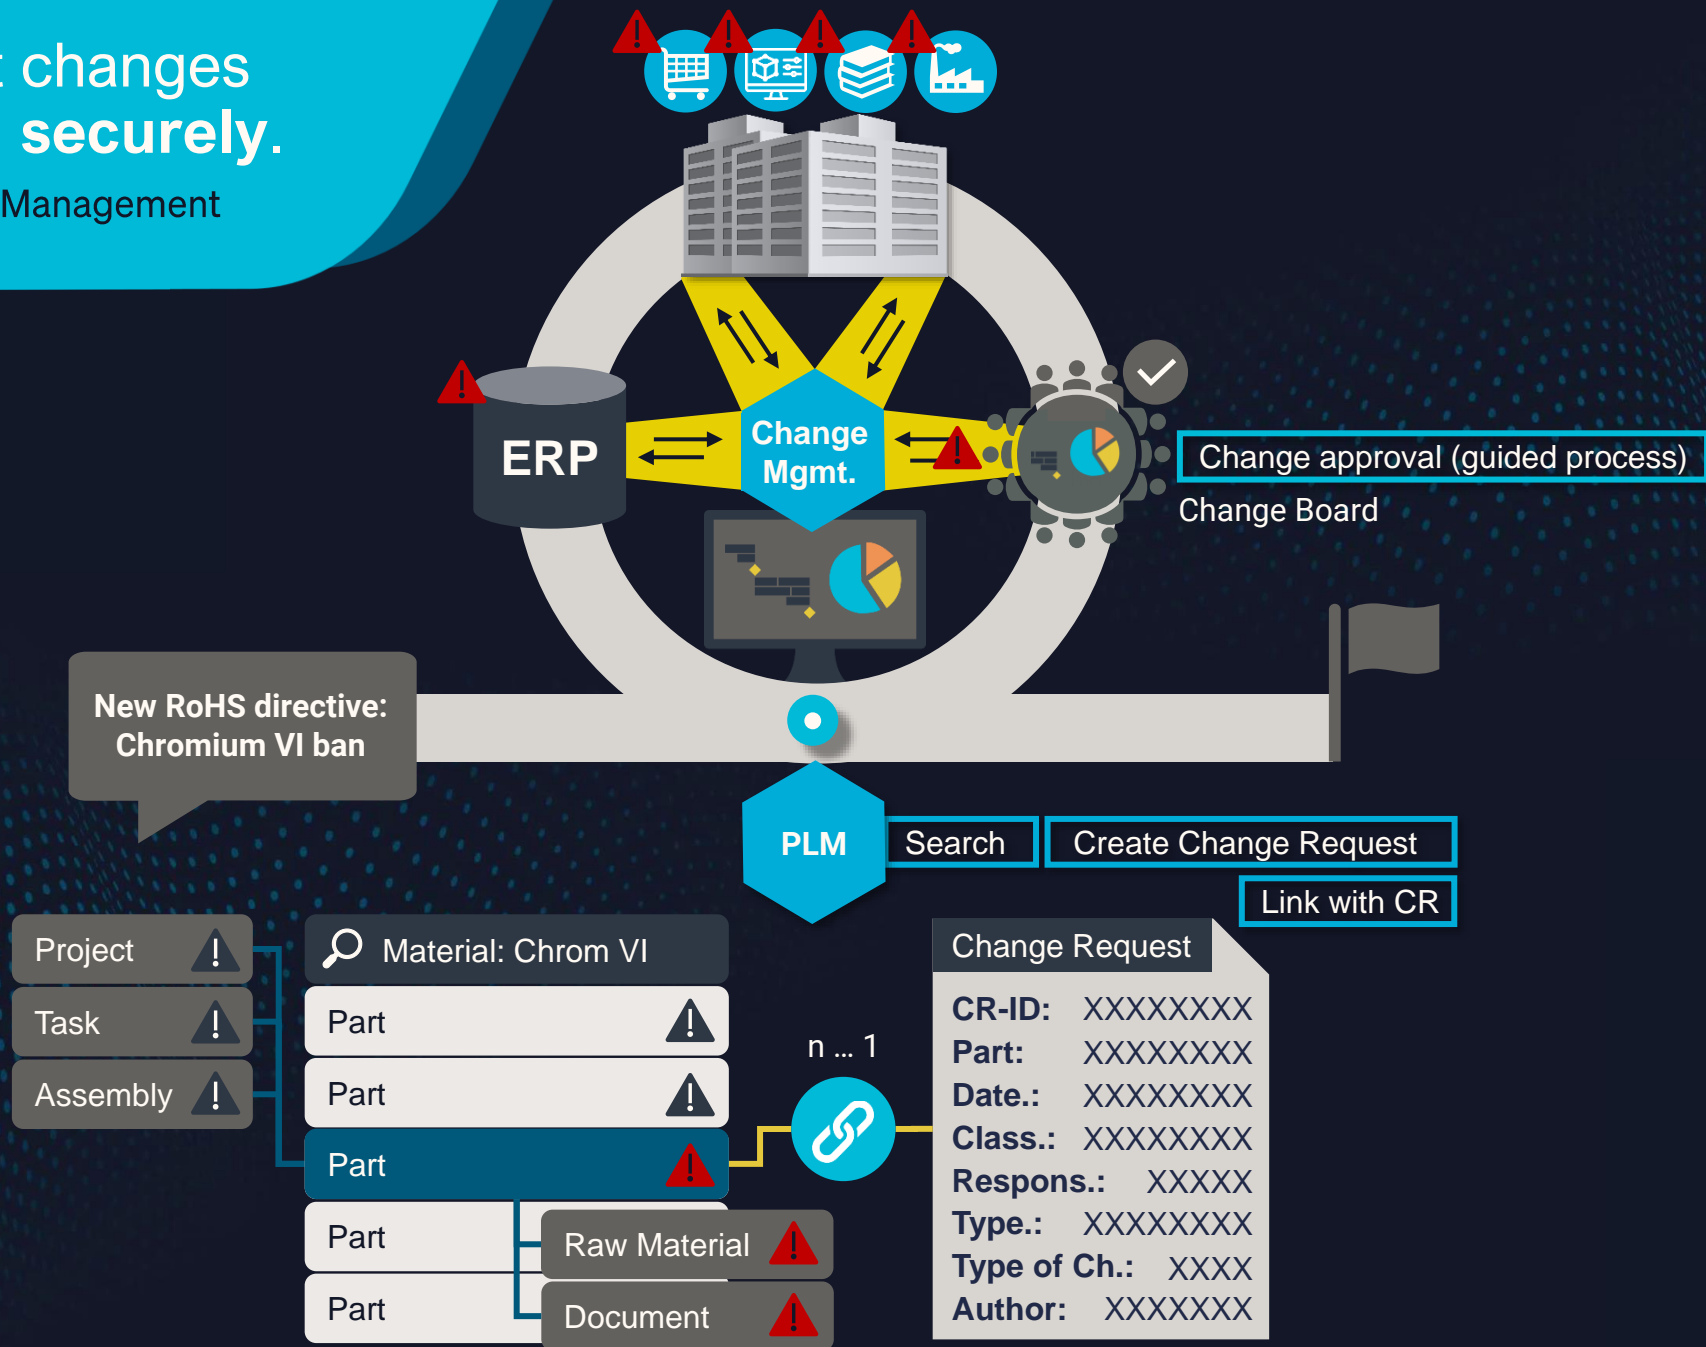 changes
securely.
Management
ERP
Change
Mgmt.
Change approval (guided process)
Change Board
New RoHS directive:
Chromium VI ban
PLM
Search
Create Change Request
Link with CR
Project
Task
Assembly
Material: Chrom VI
Part
Part
Part
Part
Part
Raw Material
Document
n ... 1
Change Request
CR-ID: XXXXXXXX
Part: XXXXXXXX
Date.: XXXXXXXX
Class.: XXXXXXXX
Respons.: XXXXX
Type.: XXXXXXXX
Type of Ch.: XXXX
Author: XXXXXXX